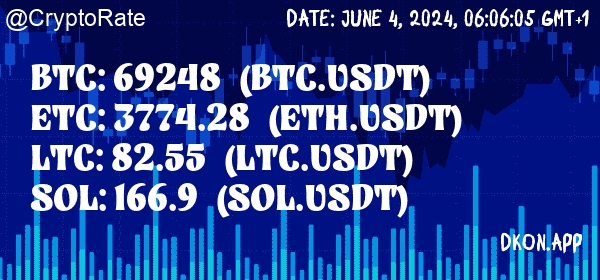 @CryptoRate
DATE: JUNE 4, 2024, 06:06:05 GMT+1
BTC: 69248 (BTC.USDT)
ETC: 3774.28 (ETH.USDT)
LTC: 82.55 (LTC.USDT)
SOL: 166.9 (SOL.USDT)
DKON.APP